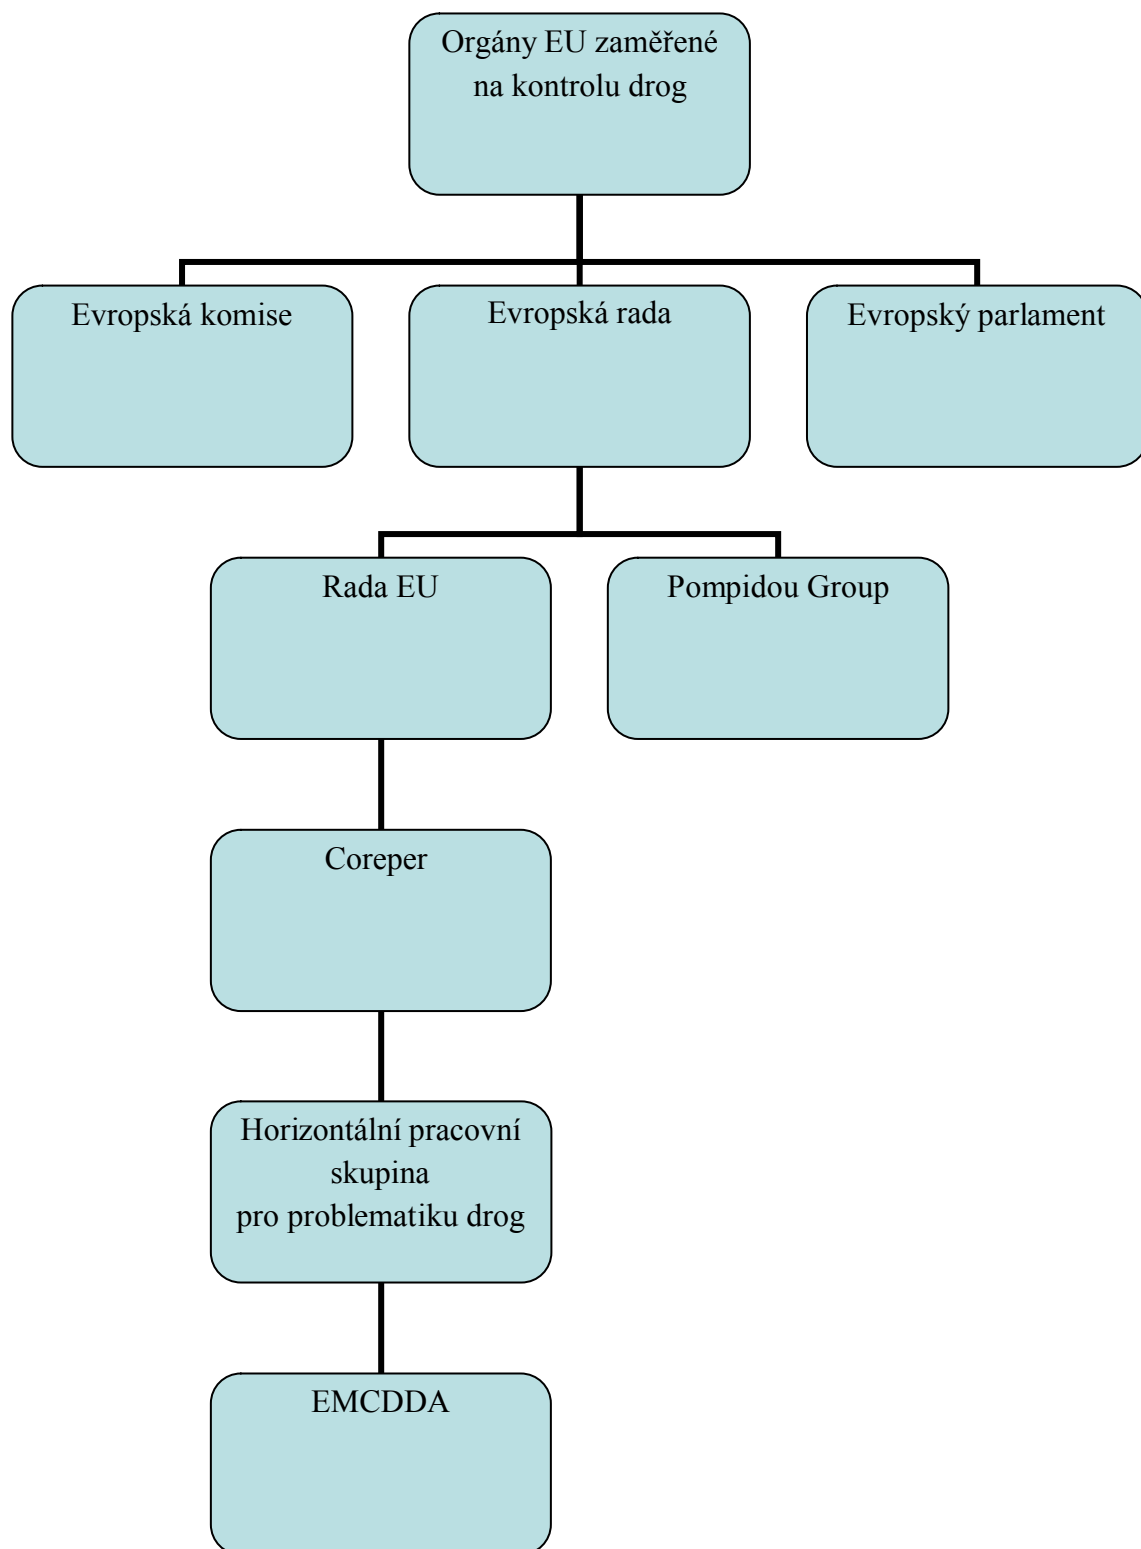 Orgány EU zaměřené
na kontrolu drog
Evropská komise
Evropská rada
Evropský parlament
Rada EU
Pompidou Group
Coreper
Horizontální pracovní
skupina
pro problematiku drog
EMCDDA